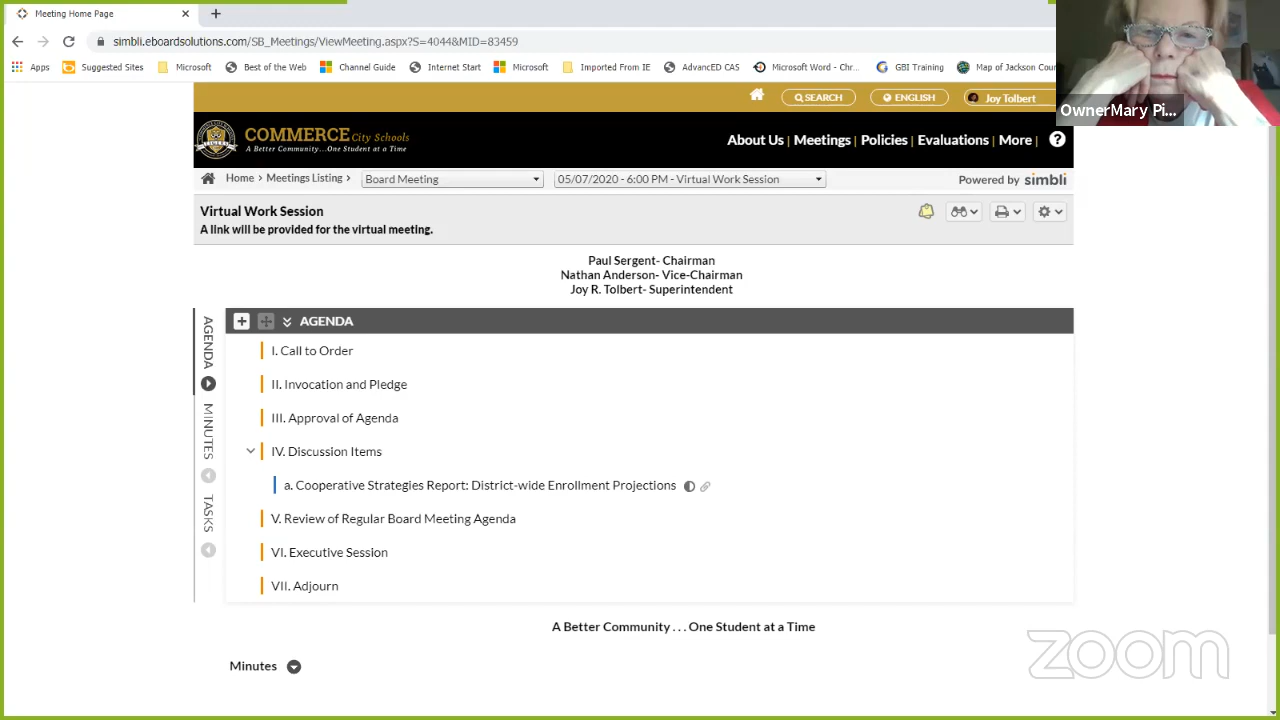 Meeting Home Page
simbli.eboardsolutions.com/SB_Meetings/ViewMeeting.aspx?S=4044&MID=83459
Apps Suggested Sites Microsoft Best of the Web Channel Guide Internet Start Microsoft Imported From IE AdvancED CAS Microsoft Word - Chr... GBI Training Map of Jackson Coun
OwnerMary Pi...
SEARCH ENGLISH Joy Tolbert
COMMERCE City Schools
A Better Community...One Student at a Time
About Us | Meetings | Policies | Evaluations | More | ?
Home > Meetings Listing > Board Meeting 05/07/2020 - 6:00 PM - Virtual Work Session Powered by simbli
Virtual Work Session
A link will be provided for the virtual meeting.
Paul Sergent- Chairman
Nathan Anderson- Vice-Chairman
Joy R. Tolbert- Superintendent
AGENDA
MINUTES
TASKS
AGENDA
I. Call to Order
II. Invocation and Pledge
III. Approval of Agenda
IV. Discussion Items
a. Cooperative Strategies Report: District-wide Enrollment Projections
V. Review of Regular Board Meeting Agenda
VI. Executive Session
VII. Adjourn
A Better Community . . . One Student at a Time
Minutes
zoom